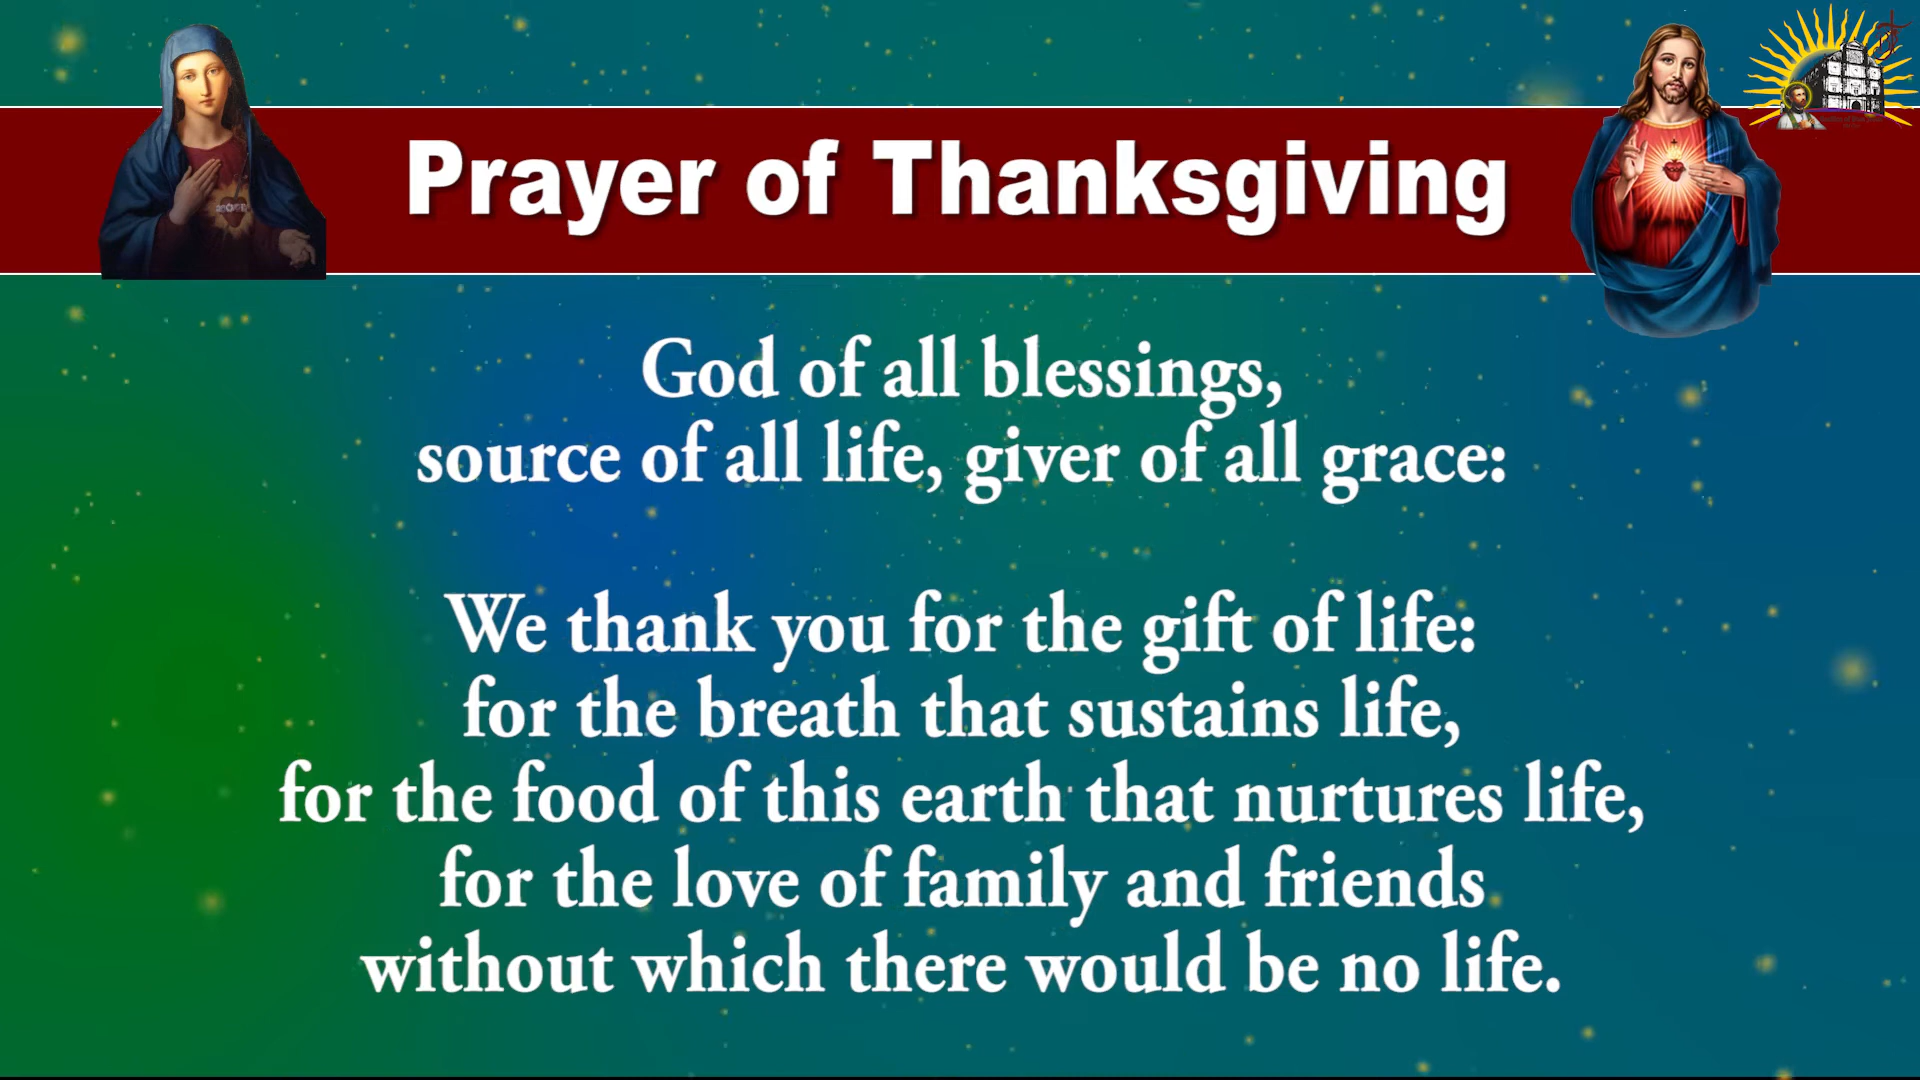 Prayer of Thanksgiving
God of all blessings,
source of all life, giver of all grace:
We thank you for the gift of life:
for the breath that sustains life,
for the food of this earth that nurtures life,
for the love of family and friends
without which there would be no life.